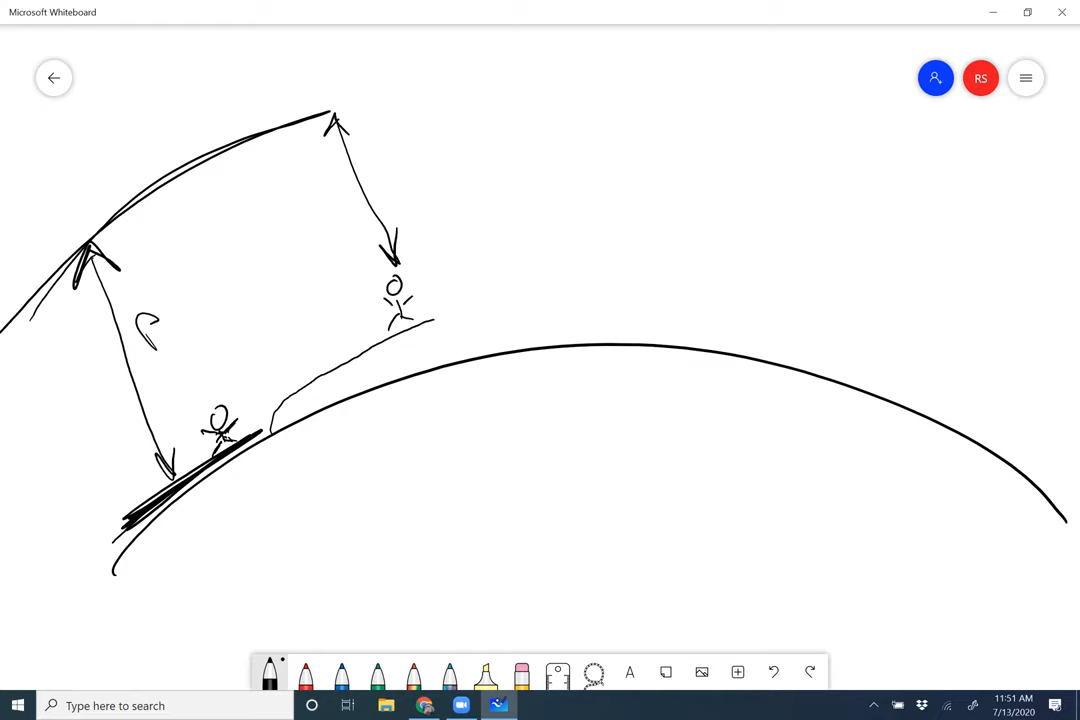 Microsoft Whiteboard
RS
A
Type here to search
11:51 AM
7/13/2020